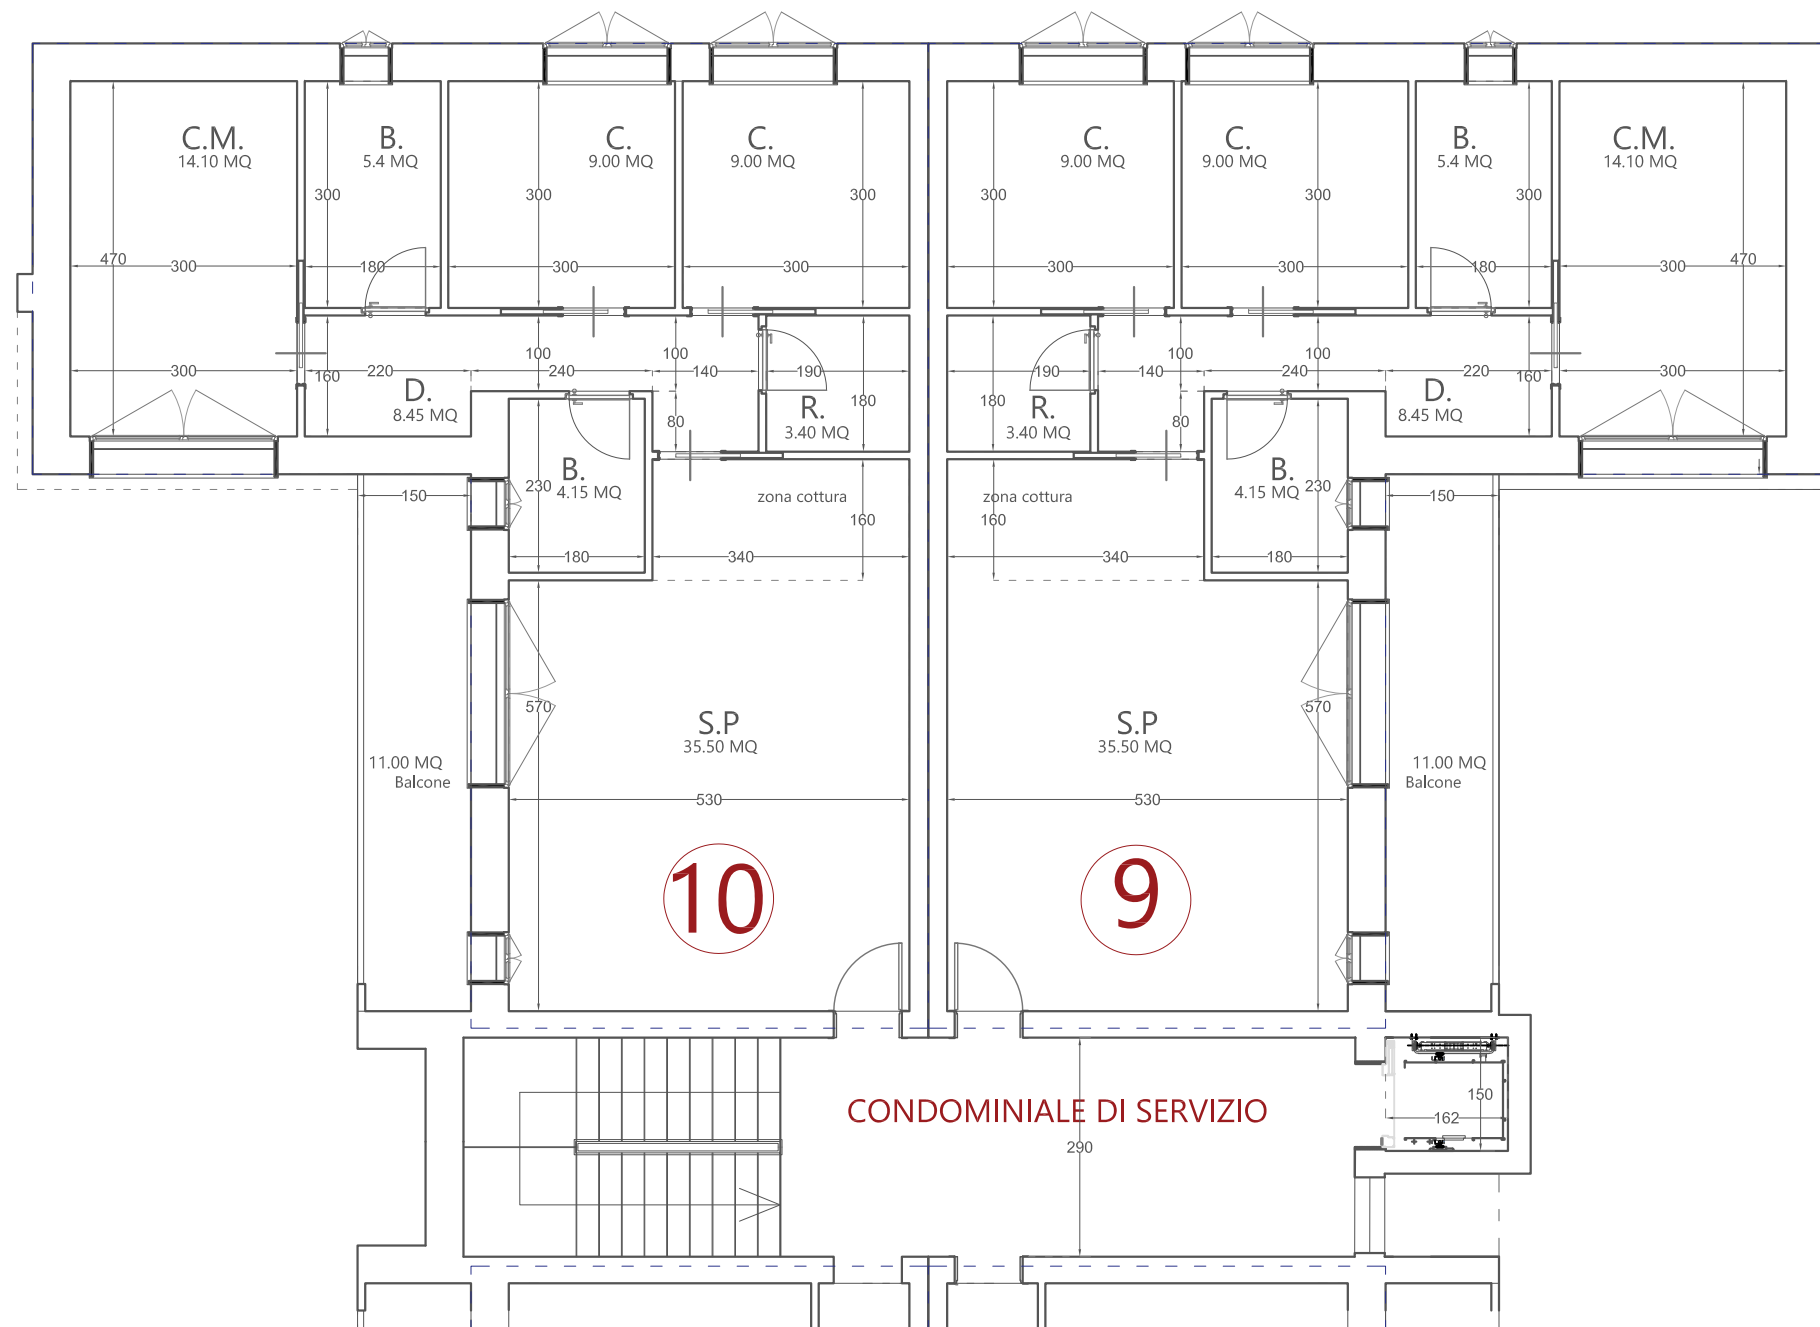 C.M. B. C. C. C. C. B. C.M.
14.10 MQ 5.4 MQ 9.00 MQ 9.00 MQ 9.00 MQ 9.00 MQ 5.4 MQ 14.10 MQ
300 300 300 300 300 300
470 300 180 300 300 300 300 180 300 470
100 100 100 100
300 160 220 240 140 190 190 140 240 220 160 300
D. R. R. D.
8.45 MQ 80 180 180 80 8.45 MQ
3.40 MQ 3.40 MQ
B. B.
150 230 4.15 MQ zona cottura zona cottura 4.15 MQ 230 150
160 160
180 340 340 180
570 S.P S.P 570
35.50 MQ 35.50 MQ
11.00 MQ 11.00 MQ
Balcone Balcone
530 530
10 9
CONDOMINIALE DI SERVIZIO
150
162
290